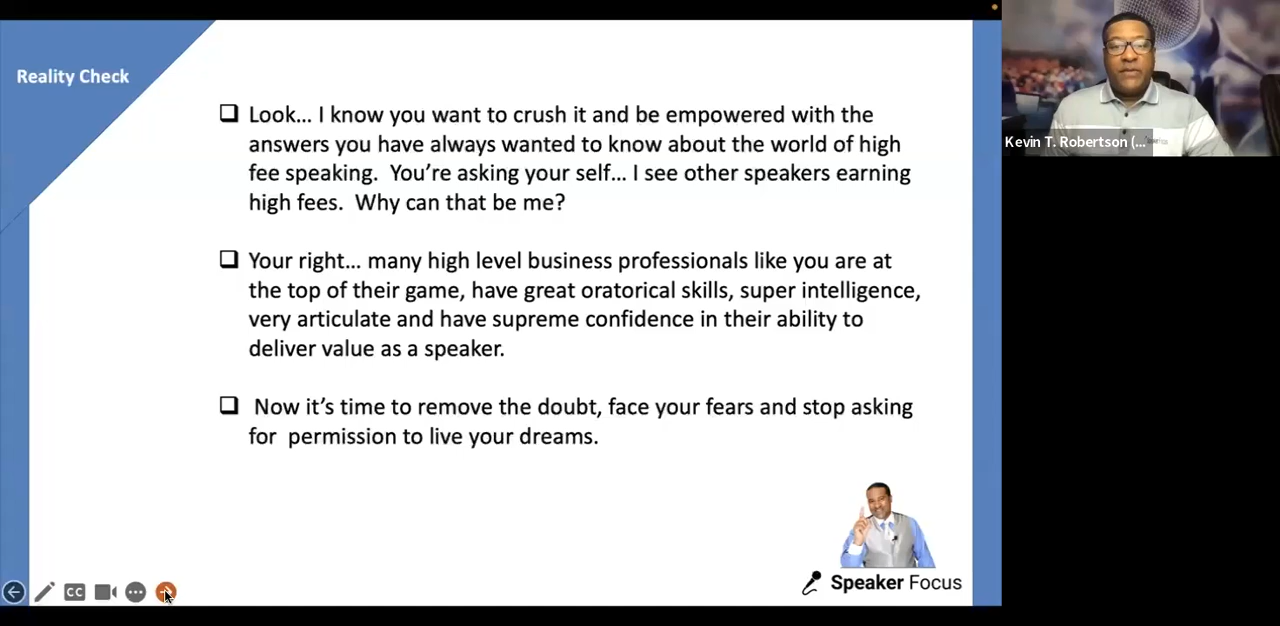 Reality Check
Look... I know you want to crush it and be empowered with the
answers you have always wanted to know about the world of high
fee speaking.  You’re asking your self... I see other speakers earning
high fees.  Why can that be me?
Your right... many high level business professionals like you are at
the top of their game, have great oratorical skills, super intelligence,
very articulate and have supreme confidence in their ability to
deliver value as a speaker.
Now it’s time to remove the doubt, face your fears and stop asking
for  permission to live your dreams.
Speaker Focus
CC
Kevin T. Robertson (...